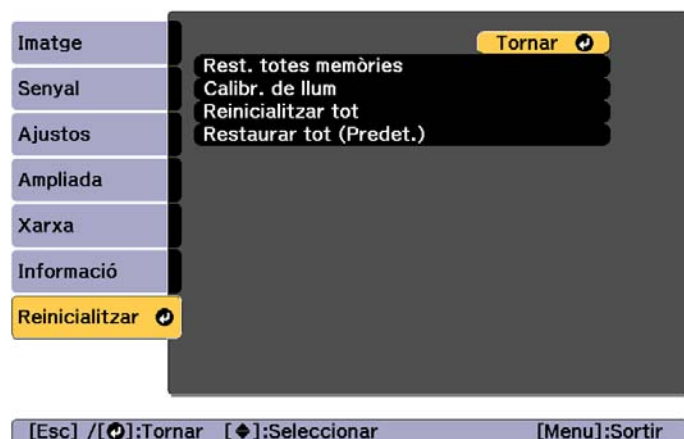 Imatge
Senyal
Ajustos
Ampliada
Xarxa
Informació
Reinicialitzar
Tornar
Rest. totes memòries
Calibr. de llum
Reinicialitzar tot
Restaurar tot (Predet.)
[Esc] /[↵]:Tornar [◆]:Seleccionar [Menu]:Sortir